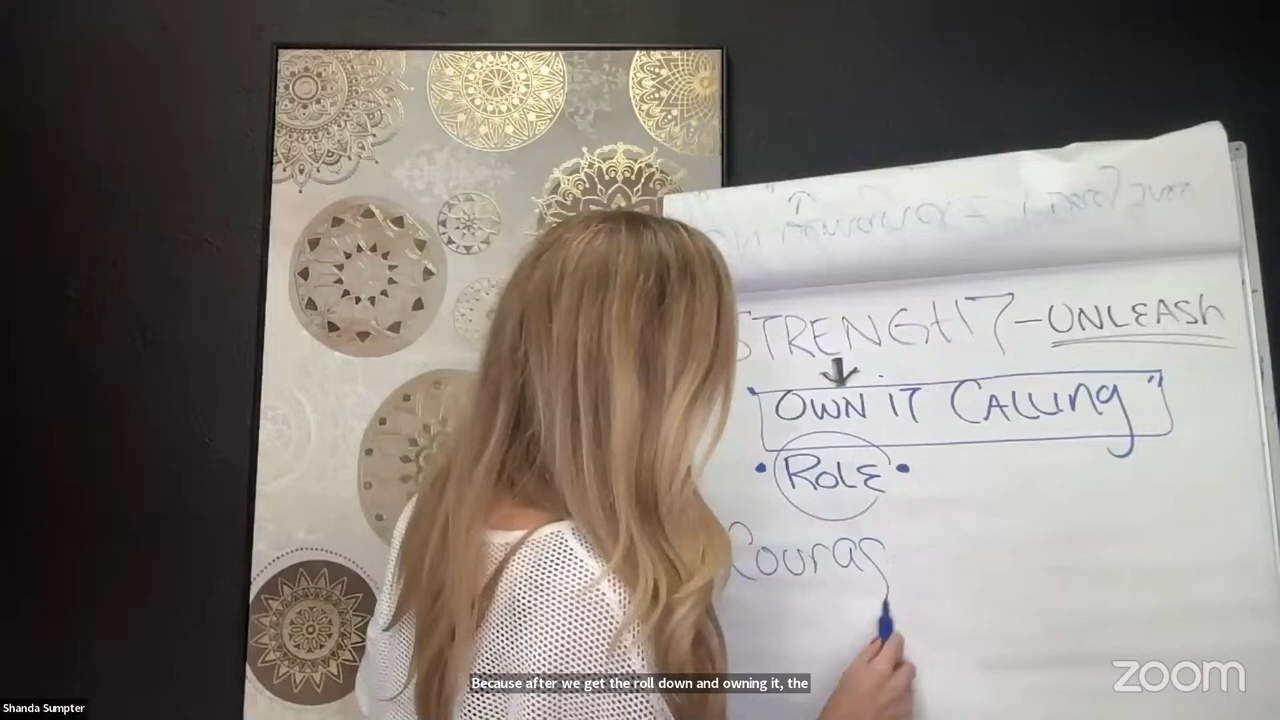 STRENGTH - UNLEASH
"OWN IT CALLING"
• ROLE •
Courag
Because after we get the roll down and owning it, the
zoom
Shanda Sumpter